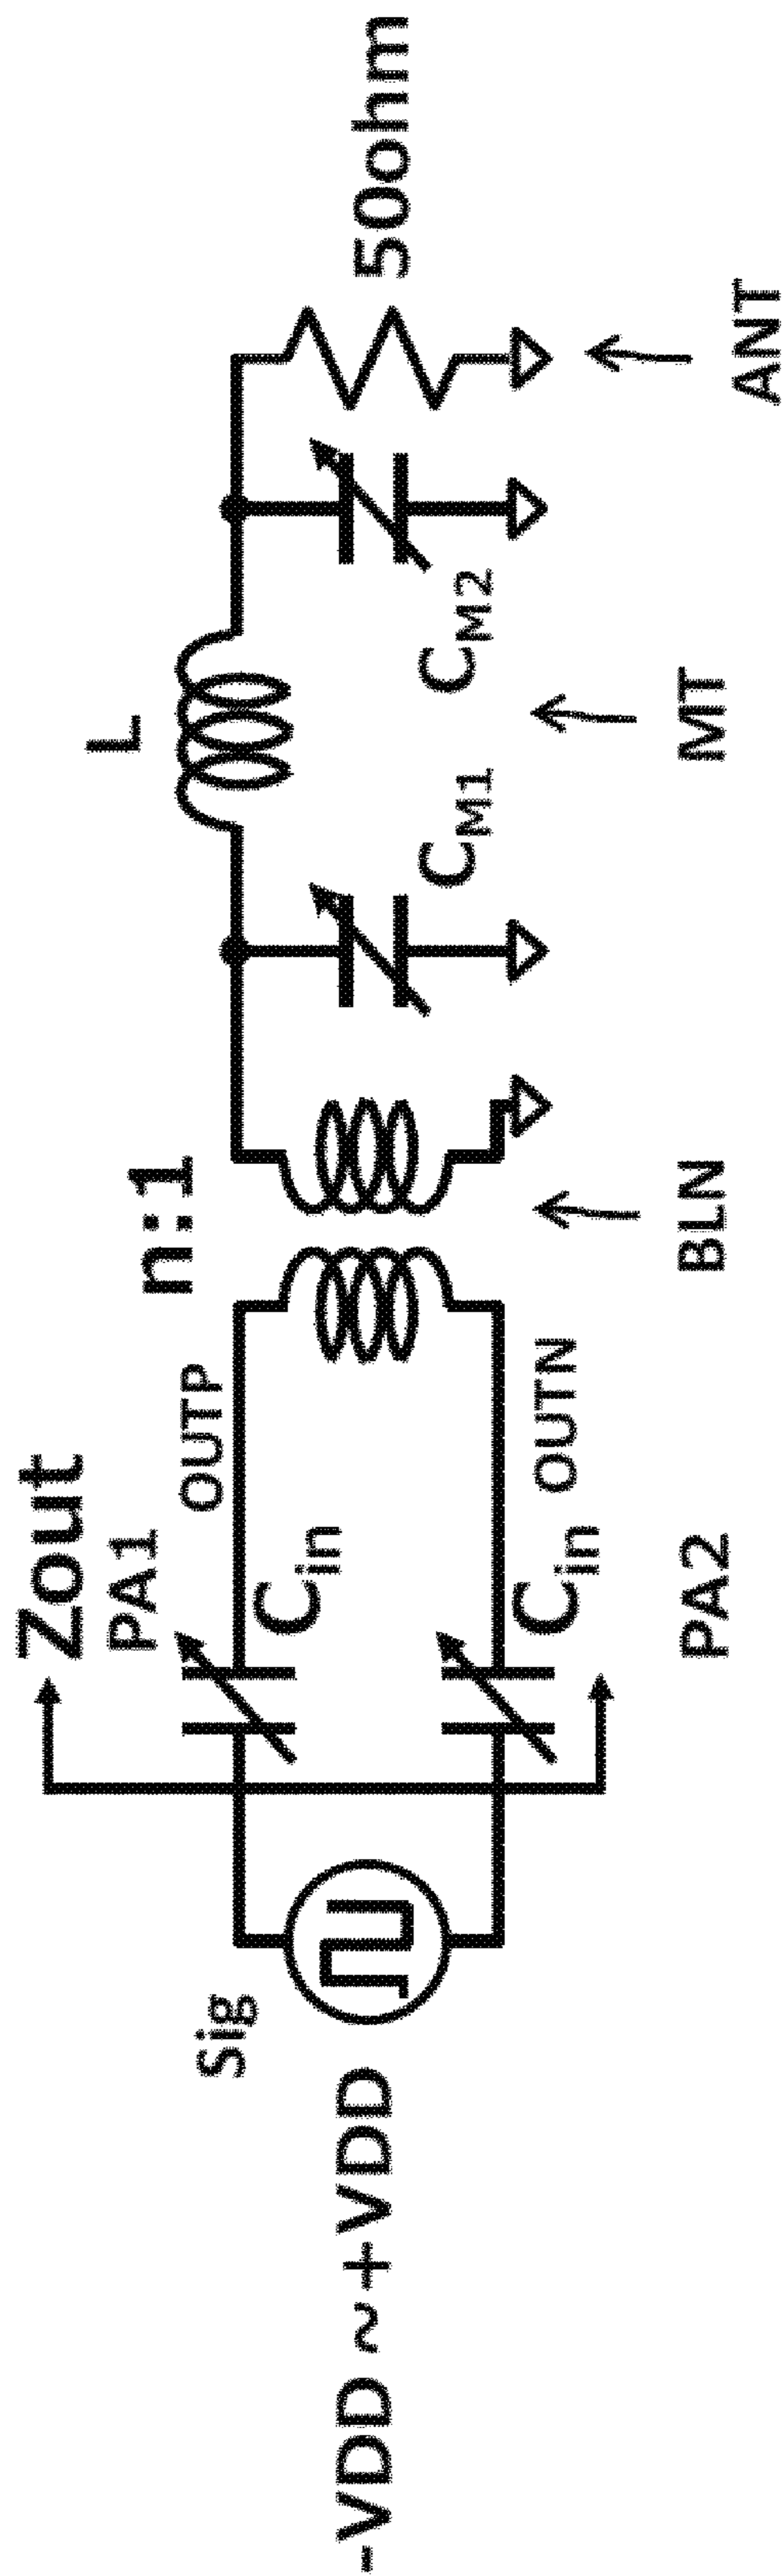 -VDD ~ +VDD
Sig
Zout
PA1
C_in
OUTP
C_in
OUTN
PA2
n:1
BLN
L
C_M1
C_M2
MT
50ohm
ANT